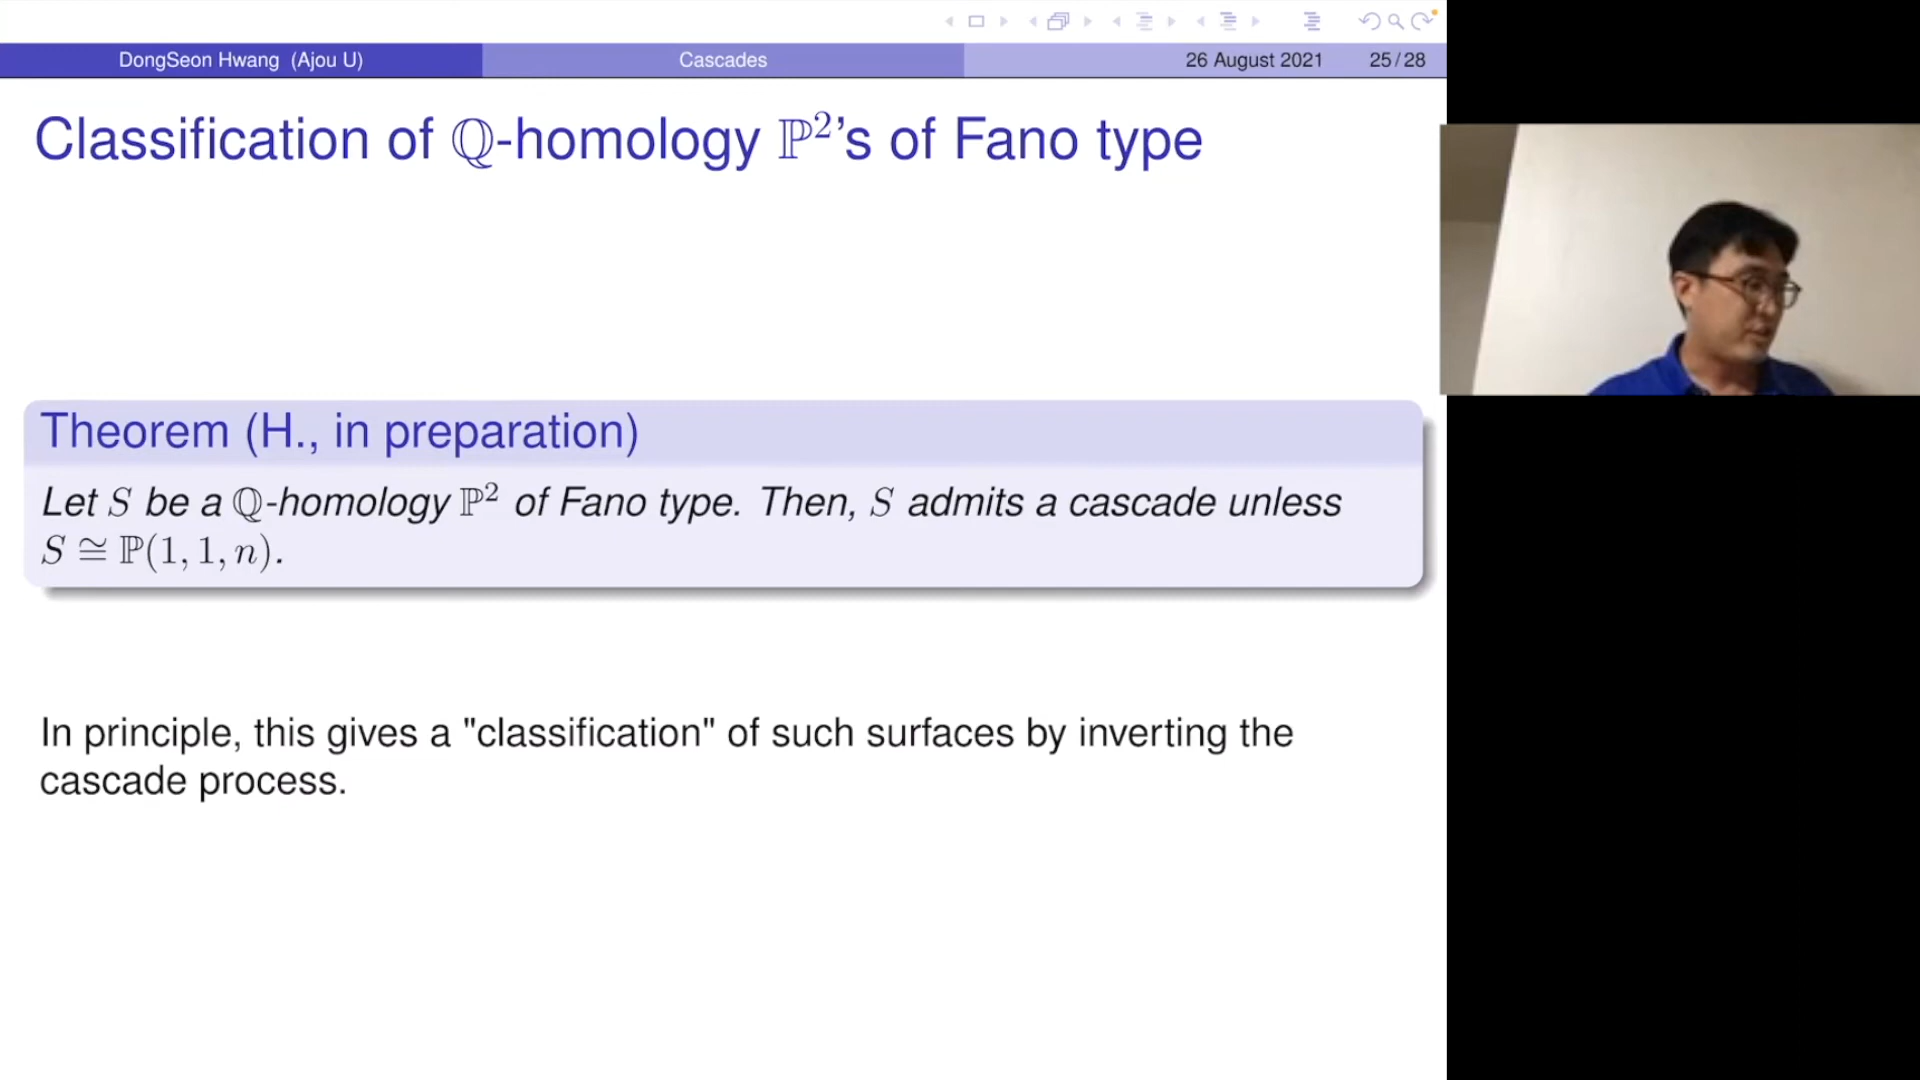 DongSeon Hwang (Ajou U) Cascades 26 August 2021 25/28
Classification of ℚ-homology ℙ²'s of Fano type
Theorem (H., in preparation)
Let S be a ℚ-homology ℙ² of Fano type. Then, S admits a cascade unless
S ≅ ℙ(1, 1, n).
In principle, this gives a "classification" of such surfaces by inverting the
cascade process.